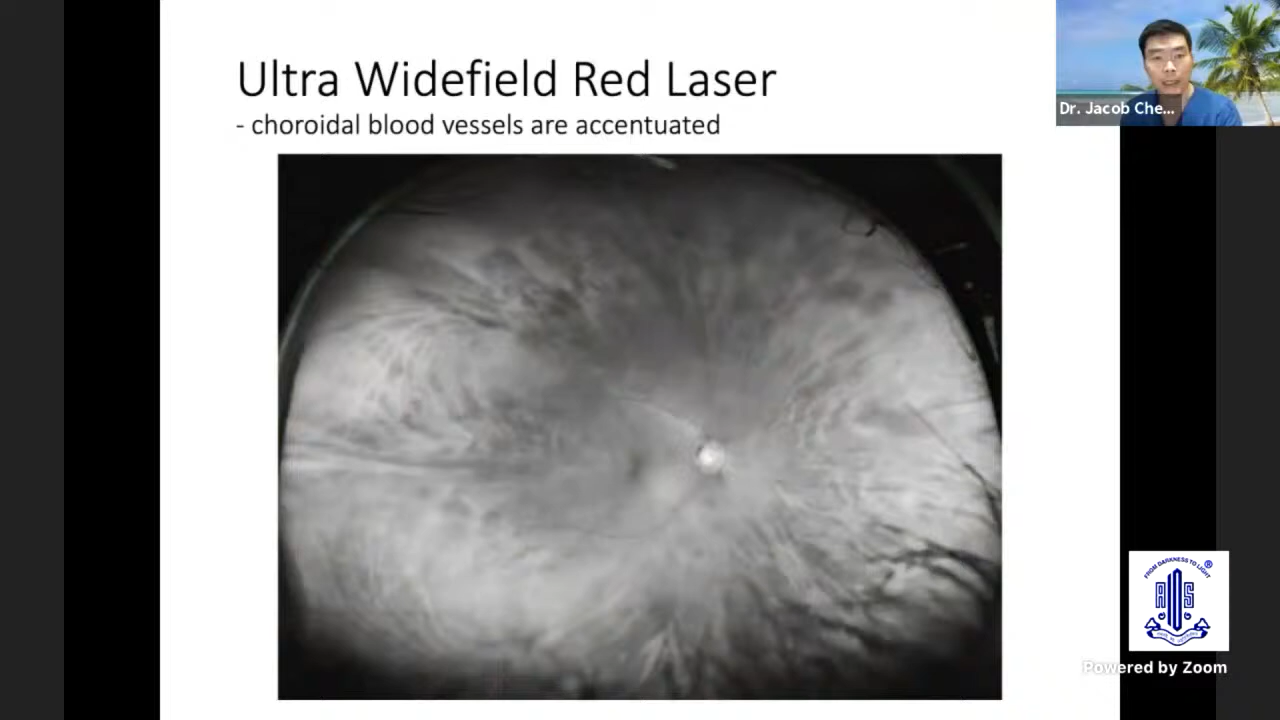 Ultra Widefield Red Laser
- choroidal blood vessels are accentuated
Dr. Jacob Che...
FROM DARKNESS TO LIGHT
®
Powered by Zoom